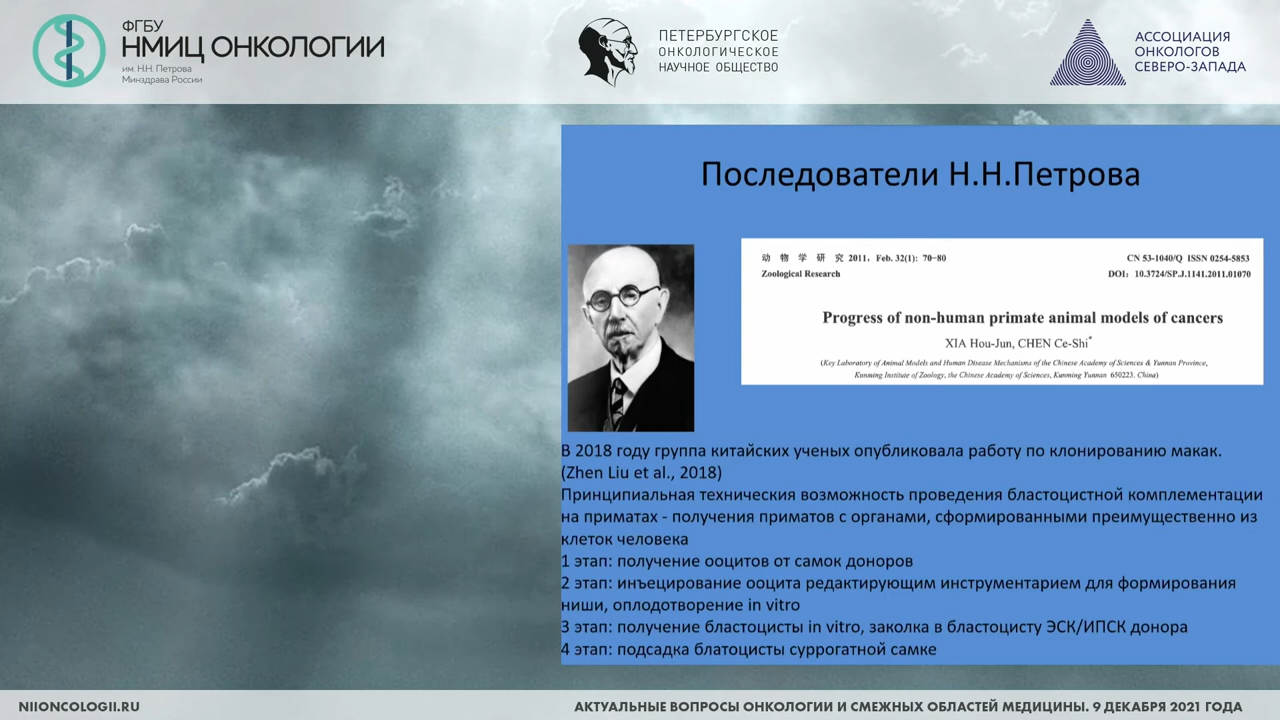 ФГБУ
НМИЦ ОНКОЛОГИИ
им. Н.Н. Петрова
Минздрава России
ПЕТЕРБУРГСКОЕ
ОНКОЛОГИЧЕСКОЕ
НАУЧНОЕ ОБЩЕСТВО
АССОЦИАЦИЯ
ОНКОЛОГОВ
СЕВЕРО-ЗАПАДА
Последователи Н.Н.Петрова
动 物 学 研 究 2011，Feb. 32(1): 70−80
CN 53-1040/Q ISSN 0254-5853
Zoological Research
DOI：10.3724/SP.J.1141.2011.01070
Progress of non-human primate animal models of cancers
XIA Hou-Jun, CHEN Ce-Shi*
(Key Laboratory of Animal Models and Human Disease Mechanisms of the Chinese Academy of Sciences & Yunnan Province,
Kunming Institute of Zoology, the Chinese Academy of Sciences, Kunming Yunnan 650223, China)
В 2018 году группа китайских ученых опубликовала работу по клонированию макак.
(Zhen Liu et al., 2018)
Принципиальная техническия возможность проведения бластоцистной комплементации
на приматах - получения приматов с органами, сформированными преимущественно из
клеток человека
1 этап: получение ооцитов от самок доноров
2 этап: инъецирование ооцита редактирующим инструментарием для формирования
ниши, оплодотворение in vitro
3 этап: получение бластоцисты in vitro, заколка в бластоцисту ЭСК/ИПСК донора
4 этап: подсадка блатоцисты суррогатной самке
NIIONCOLOGII.RU
АКТУАЛЬНЫЕ ВОПРОСЫ ОНКОЛОГИИ И СМЕЖНЫХ ОБЛАСТЕЙ МЕДИЦИНЫ. 9 ДЕКАБРЯ 2021 ГОДА